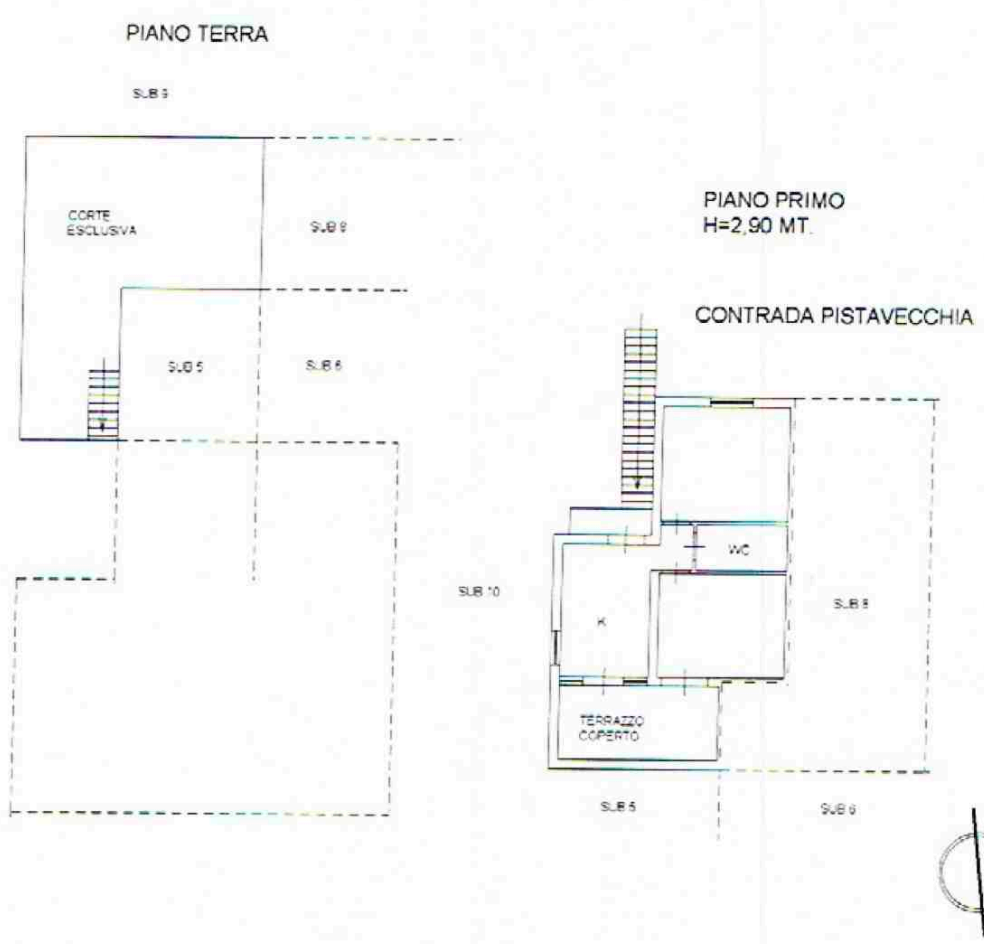 PIANO TERRA
SUB 9
CORTE
ESCLUSIVA
SUB 8
SUB 5
SUB 6
PIANO PRIMO
H=2,90 MT.
CONTRADA PISTAVECCHIA
SUB 10
WC
K
SUB 8
TERRAZZO
COPERTO
SUB 5
SUB 6